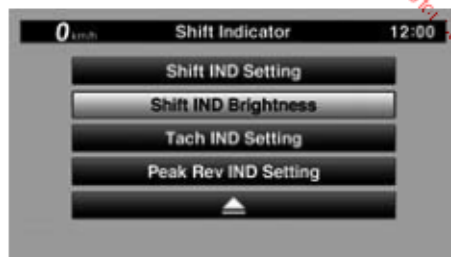 0 km/h Shift Indicator 12:00
Shift IND Setting
Shift IND Brightness
Tach IND Setting
Peak Rev IND Setting